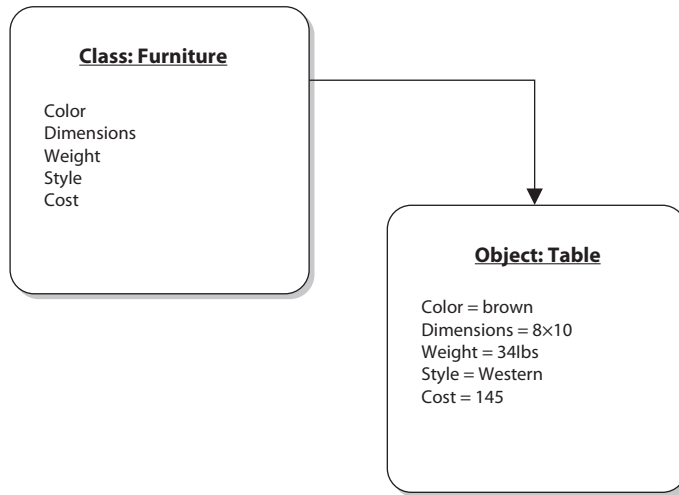 Class: Furniture
Color
Dimensions
Weight
Style
Cost
Object: Table
Color = brown
Dimensions = 8×10
Weight = 34lbs
Style = Western
Cost = 145